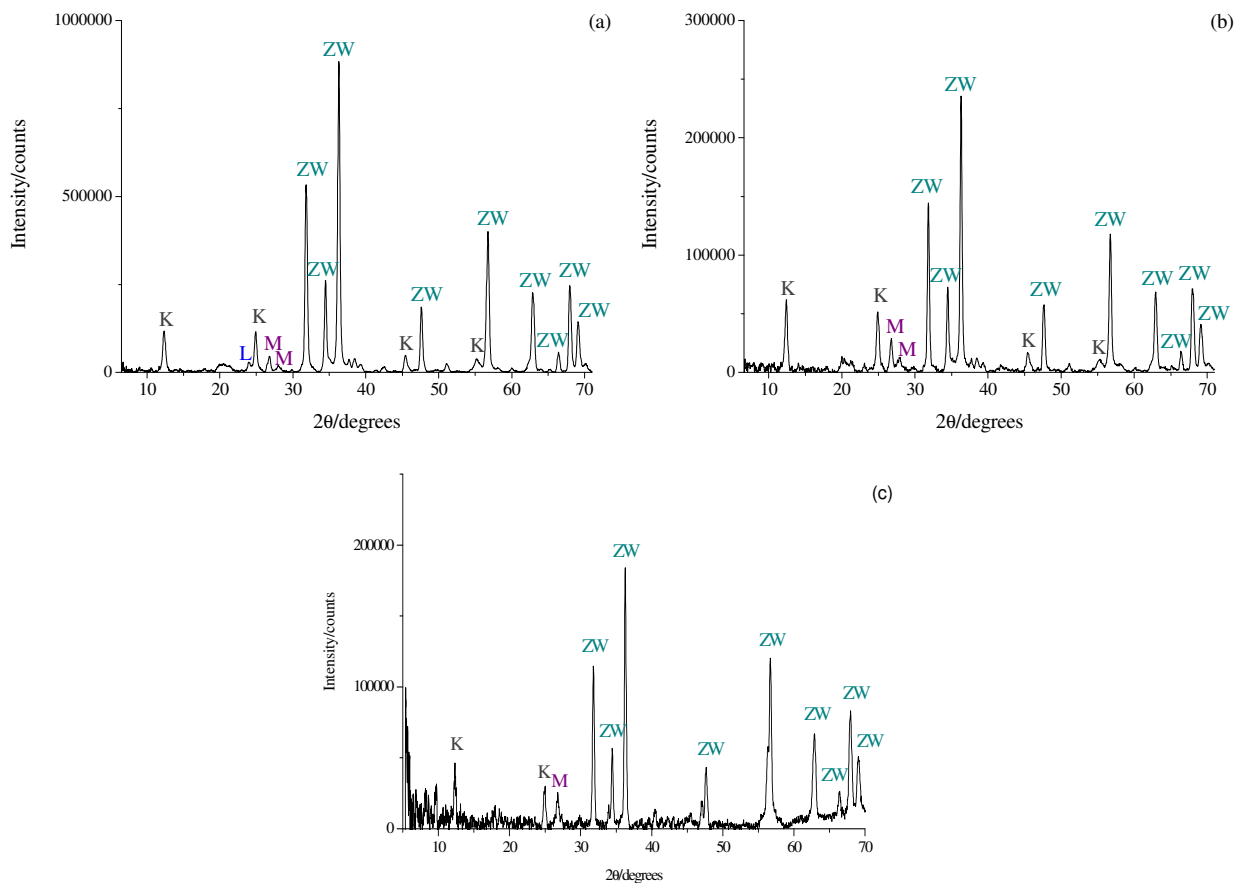 (a)
1000000
500000
0
Intensity/counts
K
L
K
M
M
ZW
ZW
ZW
K
ZW
K
ZW
ZW
ZW
ZW
ZW
10 20 30 40 50 60 70
2θ/degrees
(b)
300000
200000
100000
0
Intensity/counts
K
K
M
M
ZW
ZW
ZW
K
ZW
K
ZW
ZW
ZW
ZW
ZW
10 20 30 40 50 60 70
2θ/degrees
(c)
200000
100000
0
Intensity/counts
K
K
M
ZW
ZW
ZW
ZW
ZW
ZW
ZW
ZW
ZW
10 20 30 40 50 60 70
2θ/degrees